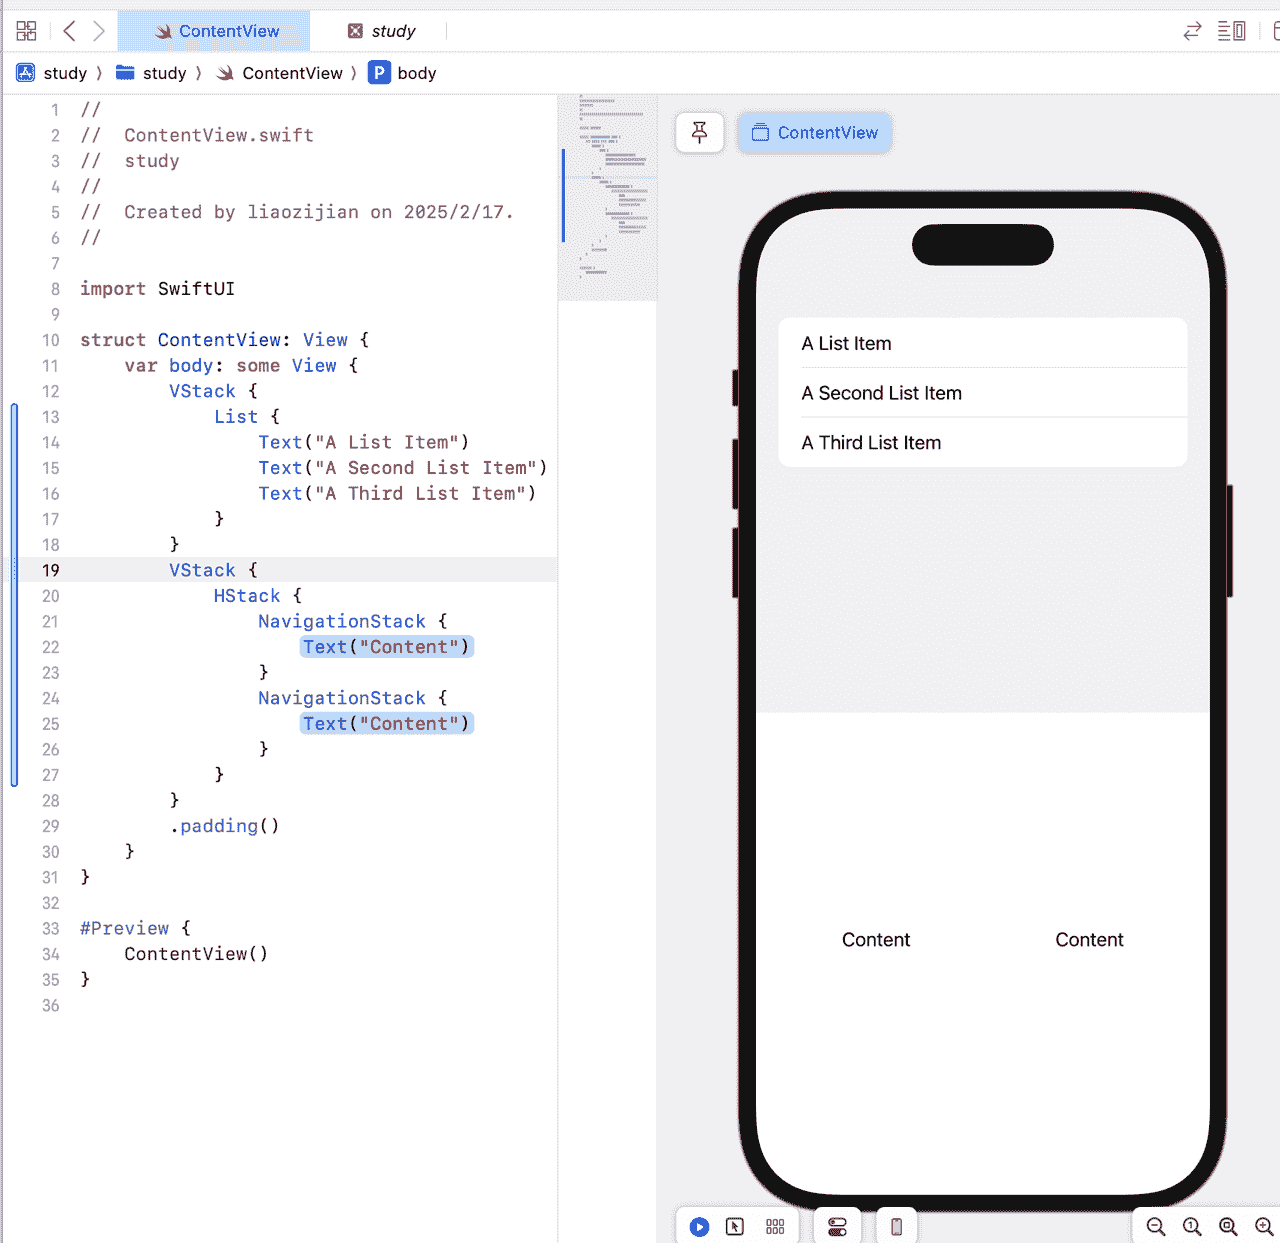 ContentView
study
study
study
ContentView
P
body
1 //
2 //  ContentView.swift
3 //  study
4 //
5 //  Created by liaozijian on 2025/2/17.
6 //
7
8 import SwiftUI
9
10 struct ContentView: View {
11     var body: some View {
12         VStack {
13             List {
14                 Text("A List Item")
15                 Text("A Second List Item")
16                 Text("A Third List Item")
17             }
18         }
19         VStack {
20             HStack {
21                 NavigationStack {
22                     Text("Content")
23                 }
24                 NavigationStack {
25                     Text("Content")
26                 }
27             }
28         }
29         .padding()
30     }
31 }
32
33 #Preview {
34     ContentView()
35 }
36
ContentView
A List Item
A Second List Item
A Third List Item
Content Content